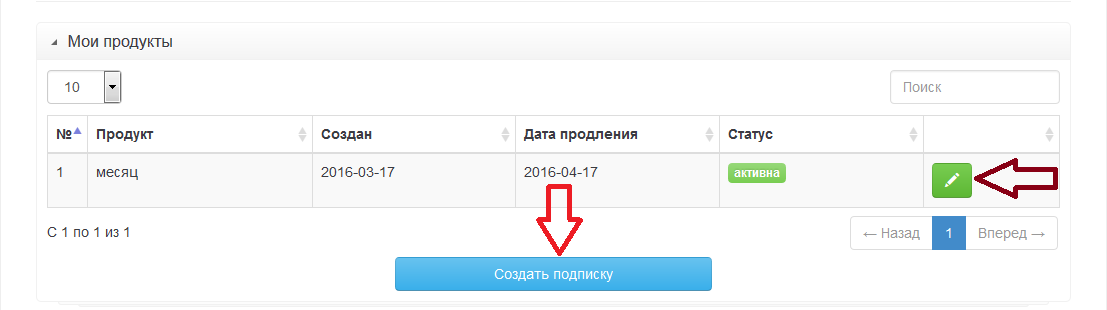 Мои продукты
10
Поиск
№ Продукт Создан Дата продления Статус
1 месяц 2016-03-17 2016-04-17 активна
С 1 по 1 из 1
← Назад 1 Вперед →
Создать подписку